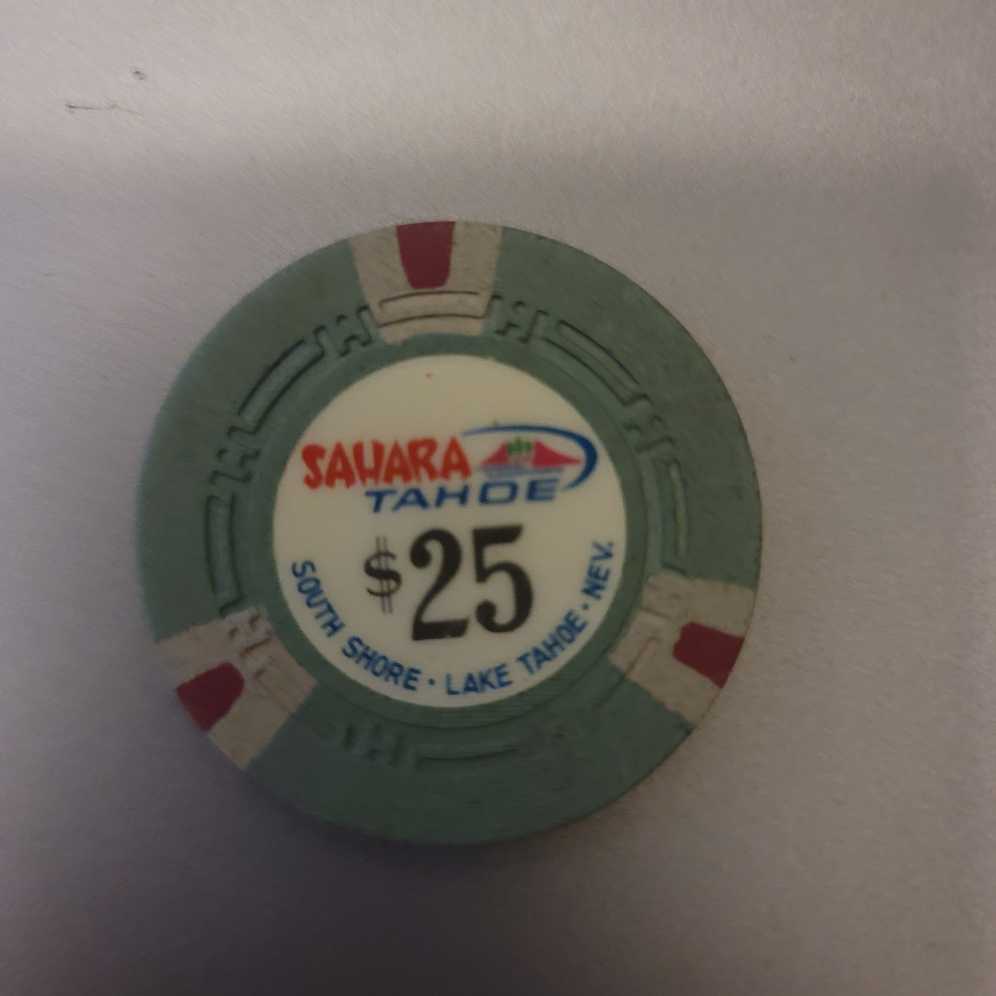 SAHARA
TAHOE
$25
SOUTH SHORE · LAKE TAHOE · NEV.